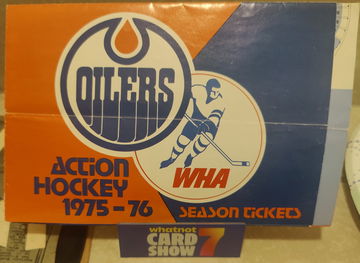 OILERS
WHA
ACTION
HOCKEY
1975-76
SEASON TICKETS
whatnot
CARD
SHOW
7